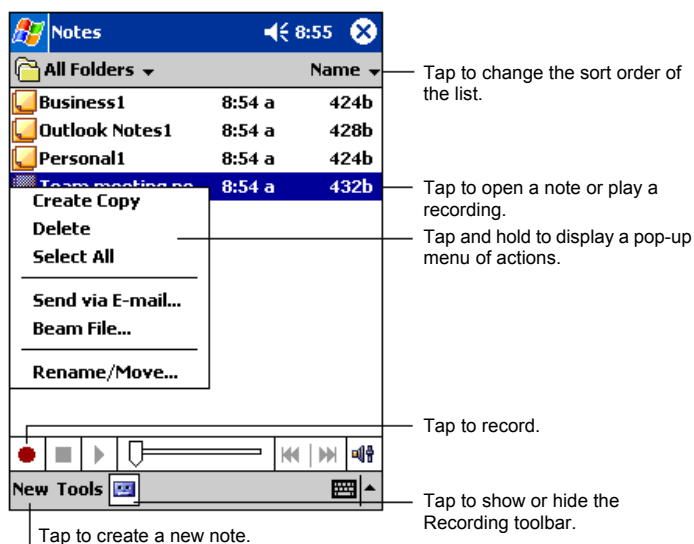 Notes 8:55
All Folders Name
Tap to change the sort order of
the list.
Business1 8:54 a 424b
Outlook Notes1 8:54 a 428b
Personal1 8:54 a 424b
Team meeting no 8:54 a 432b
Tap to open a note or play a
recording.
Create Copy
Delete
Select All
Send via E-mail...
Beam File...
Rename/Move...
Tap and hold to display a pop-up
menu of actions.
Tap to record.
New Tools
Tap to show or hide the
Recording toolbar.
Tap to create a new note.